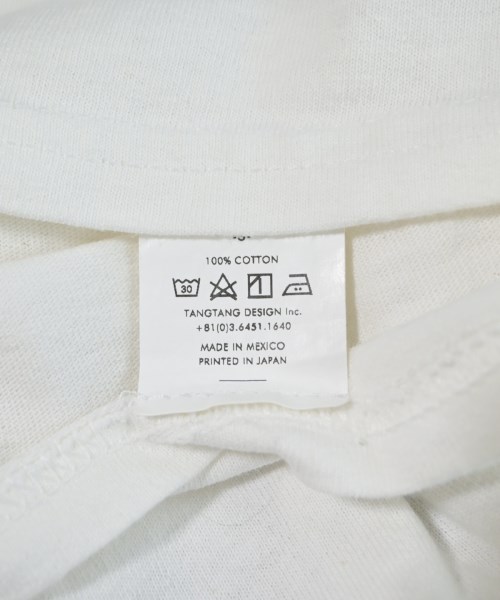 100% COTTON
30
TANGTANG DESIGN Inc.
+81(0)3.6451.1640
MADE IN MEXICO
PRINTED IN JAPAN